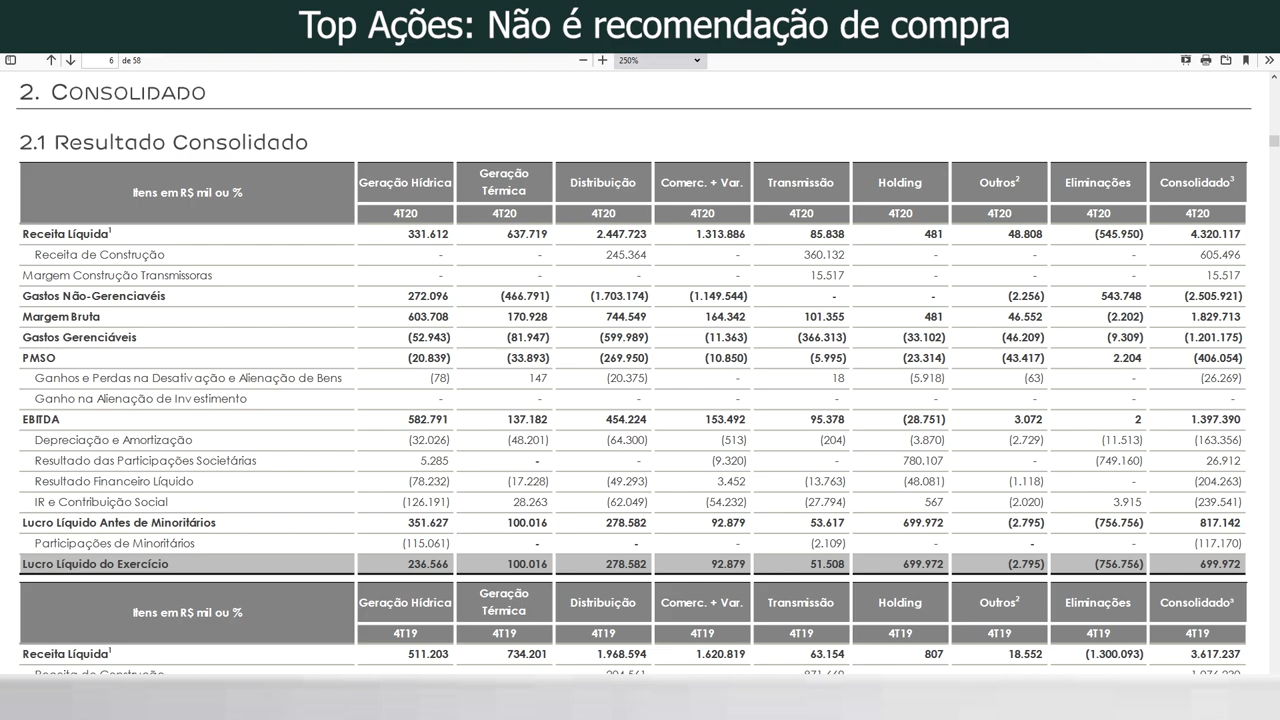 Top Ações: Não é recomendação de compra
6 de 58 250%
2. Consolidado
2.1 Resultado Consolidado
Itens em R$ mil ou % Geração Hídrica Geração Térmica Distribuição Comerc. + Var. Transmissão Holding Outros² Eliminações Consolidado³
4T20 4T20 4T20 4T20 4T20 4T20 4T20 4T20 4T20
Receita Líquida¹ 331.612 637.719 2.447.723 1.313.886 85.838 481 48.808 (545.950) 4.320.117
Receita de Construção - - 245.364 - 360.132 - - - 605.496
Margem Construção Transmissoras - - - - 15.517 - - - 15.517
Gastos Não-Gerenciavéis 272.096 (466.791) (1.703.174) (1.149.544) - - (2.256) 543.748 (2.505.921)
Margem Bruta 603.708 170.928 744.549 164.342 101.355 481 46.552 (2.202) 1.829.713
Gastos Gerenciáveis (52.943) (81.947) (599.989) (11.363) (366.313) (33.102) (46.209) (9.309) (1.201.175)
PMSO (20.839) (33.893) (269.950) (10.850) (5.995) (23.314) (43.417) 2.204 (406.054)
Ganhos e Perdas na Desativação e Alienação de Bens (78) 147 (20.375) - 18 (5.918) (63) - (26.269)
Ganho na Alienação de Investimento - - - - - - - - -
EBITDA 582.791 137.182 454.224 153.492 95.378 (28.751) 3.072 2 1.397.390
Depreciação e Amortização (32.026) (48.201) (64.300) (513) (204) (3.870) (2.729) (11.513) (163.356)
Resultado das Participações Societárias 5.285 - - (9.320) - 780.107 - (749.160) 26.912
Resultado Financeiro Líquido (78.232) (17.228) (49.293) 3.452 (13.763) (48.081) (1.118) - (204.263)
IR e Contribuição Social (126.191) 28.263 (62.049) (54.232) (27.794) 567 (2.020) 3.915 (239.541)
Lucro Líquido Antes de Minoritários 351.627 100.016 278.582 92.879 53.617 699.972 (2.795) (756.756) 817.142
Participações de Minoritários (115.061) - - - (2.109) - - - (117.170)
Lucro Líquido do Exercício 236.566 100.016 278.582 92.879 51.508 699.972 (2.795) (756.756) 699.972
Itens em R$ mil ou % Geração Hídrica Geração Térmica Distribuição Comerc. + Var. Transmissão Holding Outros² Eliminações Consolidado³
4T19 4T19 4T19 4T19 4T19 4T19 4T19 4T19 4T19
Receita Líquida¹ 511.203 734.201 1.968.594 1.620.819 63.154 807 18.552 (1.300.093) 3.617.237